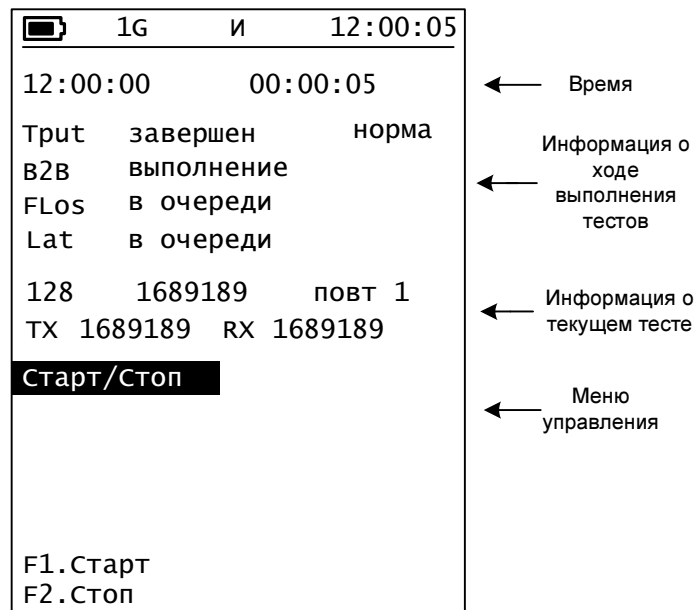 1G И 12:00:05
12:00:00 00:00:05
Время
Tput завершен норма
B2B выполнение
FLos в очереди
Lat в очереди
Информация о
ходе
выполнения
тестов
128 1689189 повт 1
TX 1689189 RX 1689189
Информация о
текущем тесте
Старт/Стоп
Меню
управления
F1.Старт
F2.Стоп